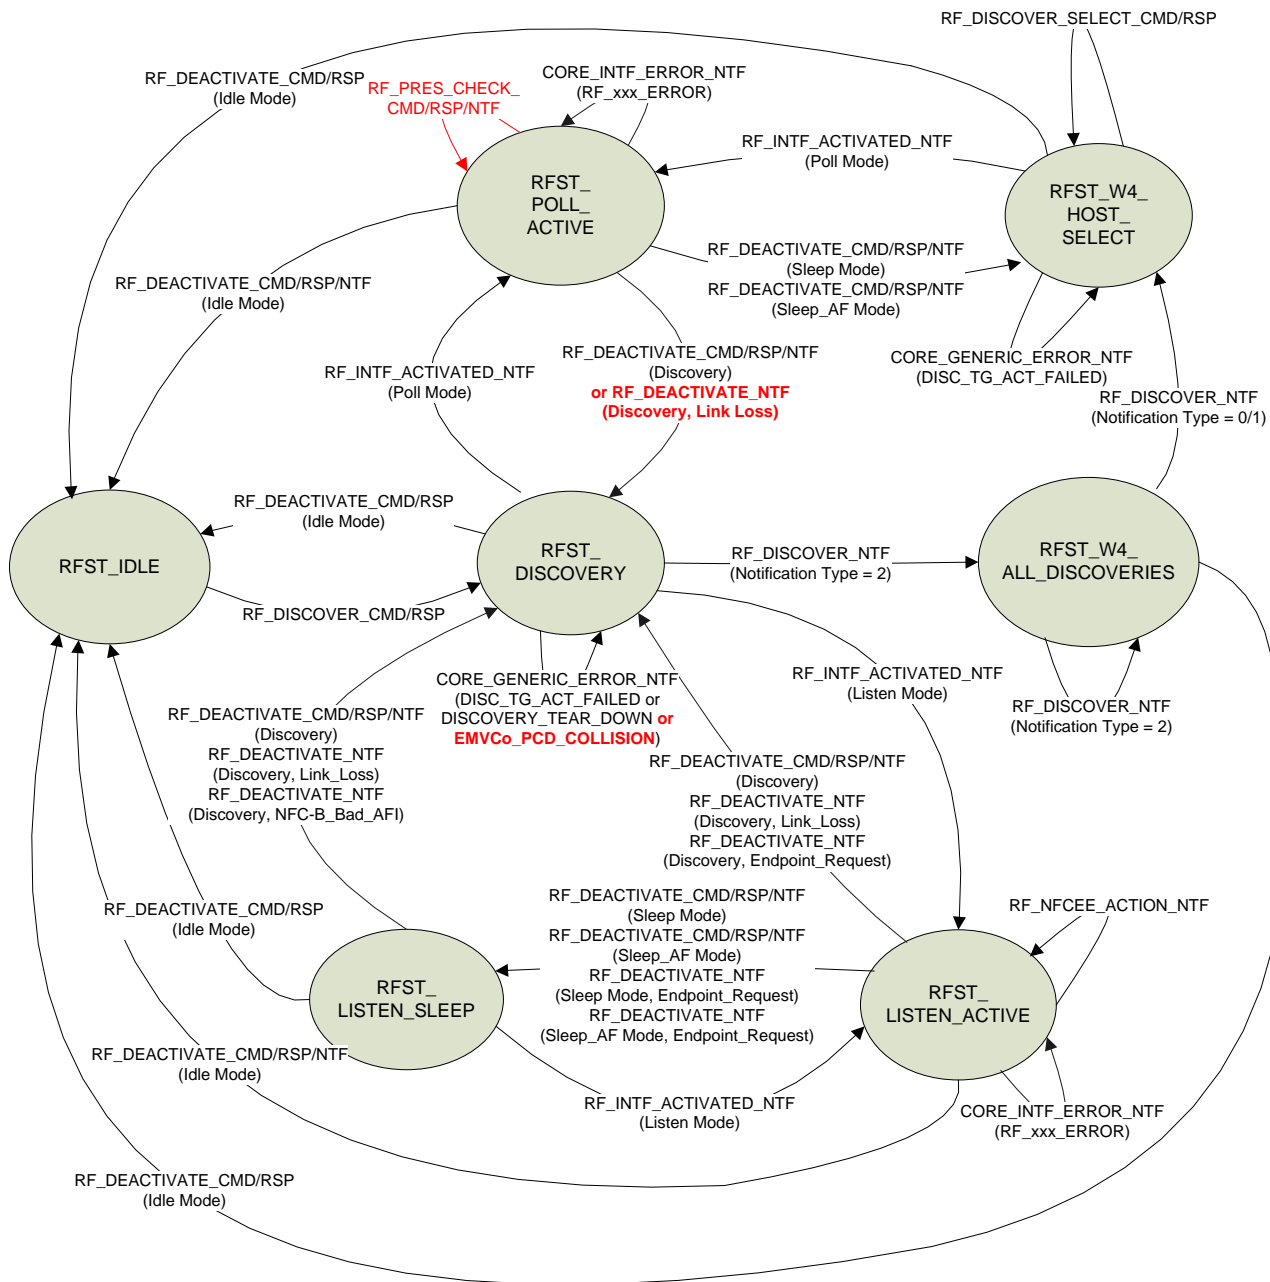 RF_DISCOVER_SELECT_CMD/RSP
RF_DEACTIVATE_CMD/RSP
(Idle Mode)
RF_PRES_CHECK_
CMD/RSP/NTF
CORE_INTF_ERROR_NTF
(RF_xxx_ERROR)
RF_INTF_ACTIVATED_NTF
(Poll Mode)
RFST_
POLL_
ACTIVE
RFST_W4_
HOST_
SELECT
RF_DEACTIVATE_CMD/RSP/NTF
(Sleep Mode)
RF_DEACTIVATE_CMD/RSP/NTF
(Sleep_AF Mode)
RF_DEACTIVATE_CMD/RSP/NTF
(Idle Mode)
RF_DEACTIVATE_CMD/RSP/NTF
(Discovery)
or RF_DEACTIVATE_NTF
(Discovery, Link Loss)
CORE_GENERIC_ERROR_NTF
(DISC_TG_ACT_FAILED)
RF_INTF_ACTIVATED_NTF
(Poll Mode)
RF_DISCOVER_NTF
(Notification Type = 0/1)
RF_DEACTIVATE_CMD/RSP
(Idle Mode)
RFST_IDLE
RFST_
DISCOVERY
RF_DISCOVER_NTF
(Notification Type = 2)
RFST_W4_
ALL_DISCOVERIES
RF_DISCOVER_CMD/RSP
CORE_GENERIC_ERROR_NTF
(DISC_TG_ACT_FAILED or
DISCOVERY_TEAR_DOWN or
EMVCo_PCD_COLLISION)
RF_INTF_ACTIVATED_NTF
(Listen Mode)
RF_DISCOVER_NTF
(Notification Type = 2)
RF_DEACTIVATE_CMD/RSP/NTF
(Discovery)
RF_DEACTIVATE_NTF
(Discovery, Link_Loss)
RF_DEACTIVATE_NTF
(Discovery, NFC-B_Bad_AFI)
RF_DEACTIVATE_CMD/RSP/NTF
(Discovery)
RF_DEACTIVATE_NTF
(Discovery, Link_Loss)
RF_DEACTIVATE_NTF
(Discovery, Endpoint_Request)
RF_DEACTIVATE_CMD/RSP
(Idle Mode)
RF_DEACTIVATE_CMD/RSP/NTF
(Sleep Mode)
RF_DEACTIVATE_CMD/RSP/NTF
(Sleep_AF Mode)
RF_DEACTIVATE_NTF
(Sleep Mode, Endpoint_Request)
RF_DEACTIVATE_NTF
(Sleep_AF Mode, Endpoint_Request)
RF_NFCEE_ACTION_NTF
RFST_
LISTEN_SLEEP
RFST_
LISTEN_ACTIVE
RF_DEACTIVATE_CMD/RSP/NTF
(Idle Mode)
RF_INTF_ACTIVATED_NTF
(Listen Mode)
CORE_INTF_ERROR_NTF
(RF_xxx_ERROR)
RF_DEACTIVATE_CMD/RSP
(Idle Mode)